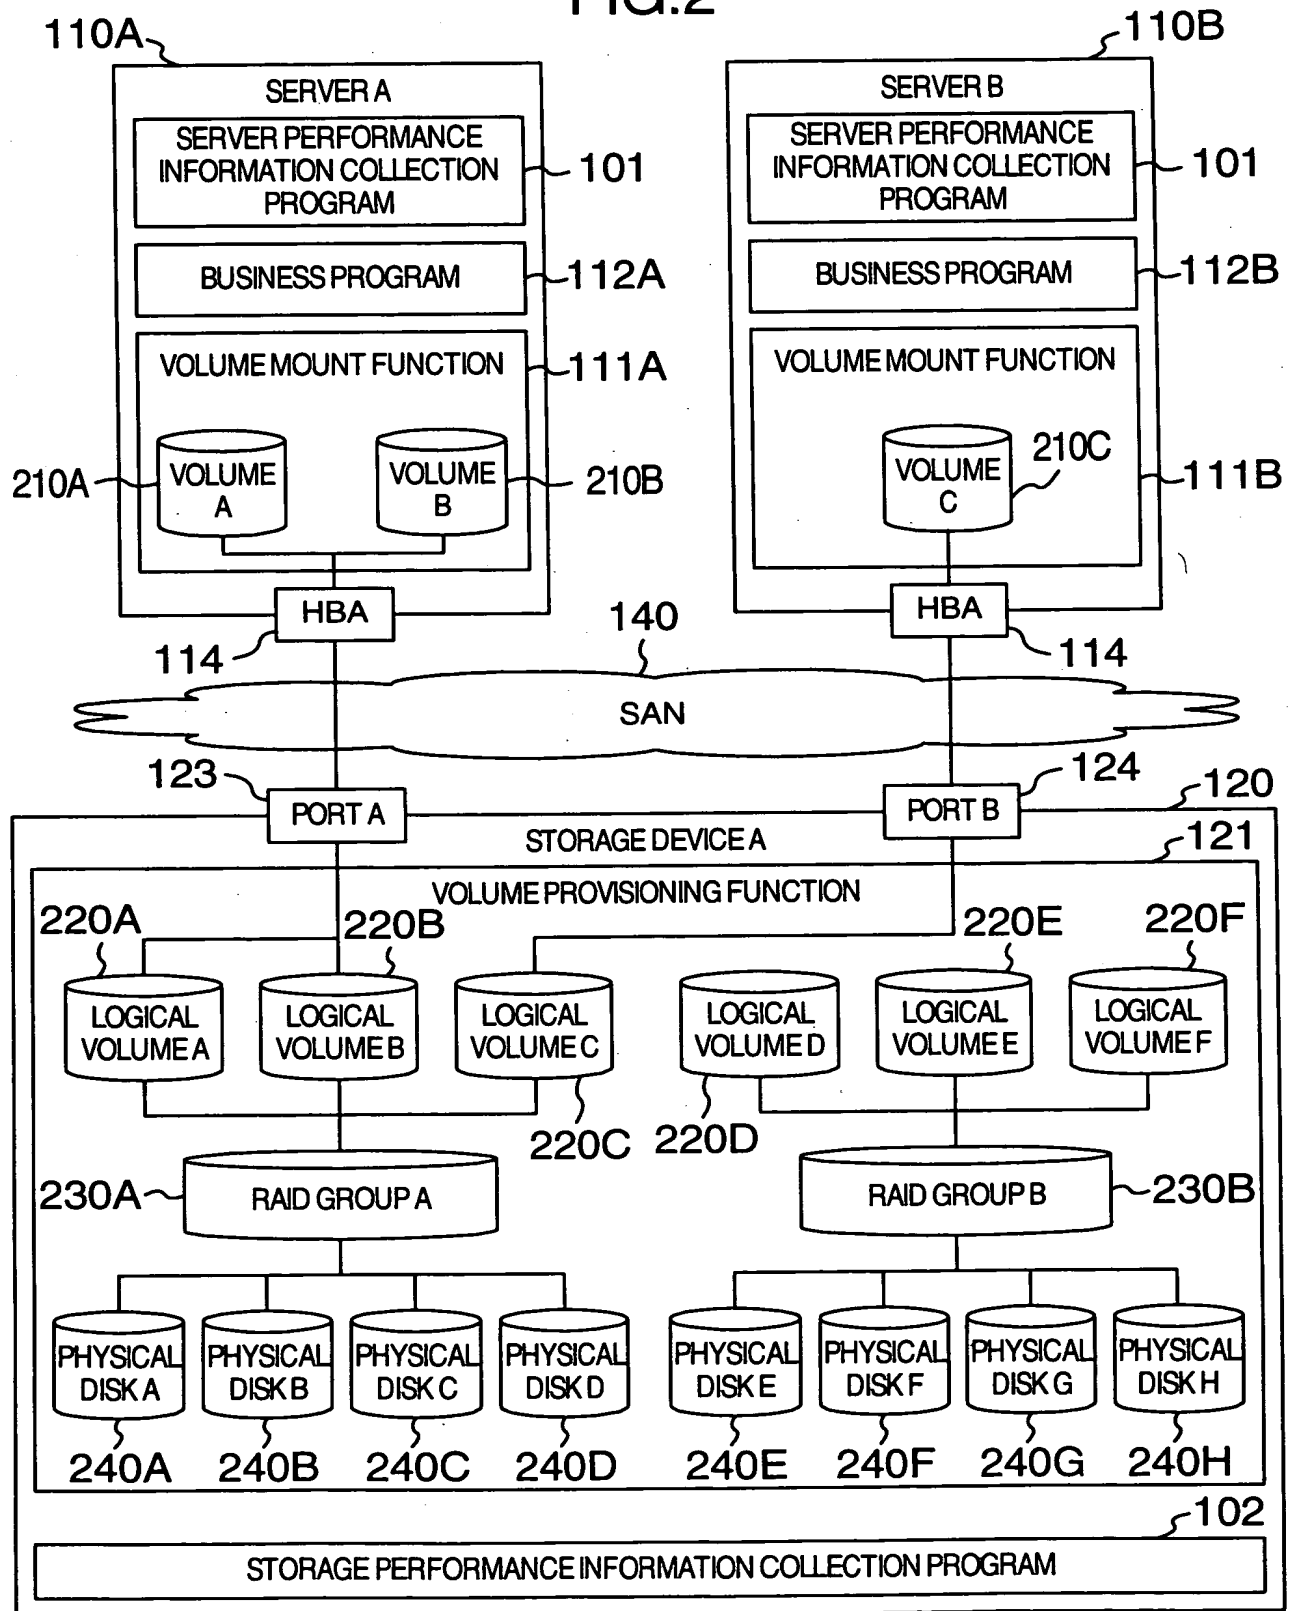 FIG.2
110A
110B
SERVER A
SERVER B
SERVER PERFORMANCE
INFORMATION COLLECTION
PROGRAM
101
SERVER PERFORMANCE
INFORMATION COLLECTION
PROGRAM
101
BUSINESS PROGRAM
112A
BUSINESS PROGRAM
112B
VOLUME MOUNT FUNCTION
111A
VOLUME MOUNT FUNCTION
210A
VOLUME
A
VOLUME
B
210B
VOLUME
C
210C
111B
HBA
114
HBA
114
140
SAN
123
PORT A
PORT B
124
120
STORAGE DEVICE A
121
VOLUME PROVISIONING FUNCTION
220A
220B
220E
220F
LOGICAL
VOLUME A
LOGICAL
VOLUME B
LOGICAL
VOLUME C
LOGICAL
VOLUME D
LOGICAL
VOLUME E
LOGICAL
VOLUME F
220C
220D
230A
RAID GROUP A
RAID GROUP B
230B
PHYSICAL
DISK A
PHYSICAL
DISK B
PHYSICAL
DISK C
PHYSICAL
DISK D
PHYSICAL
DISK E
PHYSICAL
DISK F
PHYSICAL
DISK G
PHYSICAL
DISK H
240A
240B
240C
240D
240E
240F
240G
240H
102
STORAGE PERFORMANCE INFORMATION COLLECTION PROGRAM